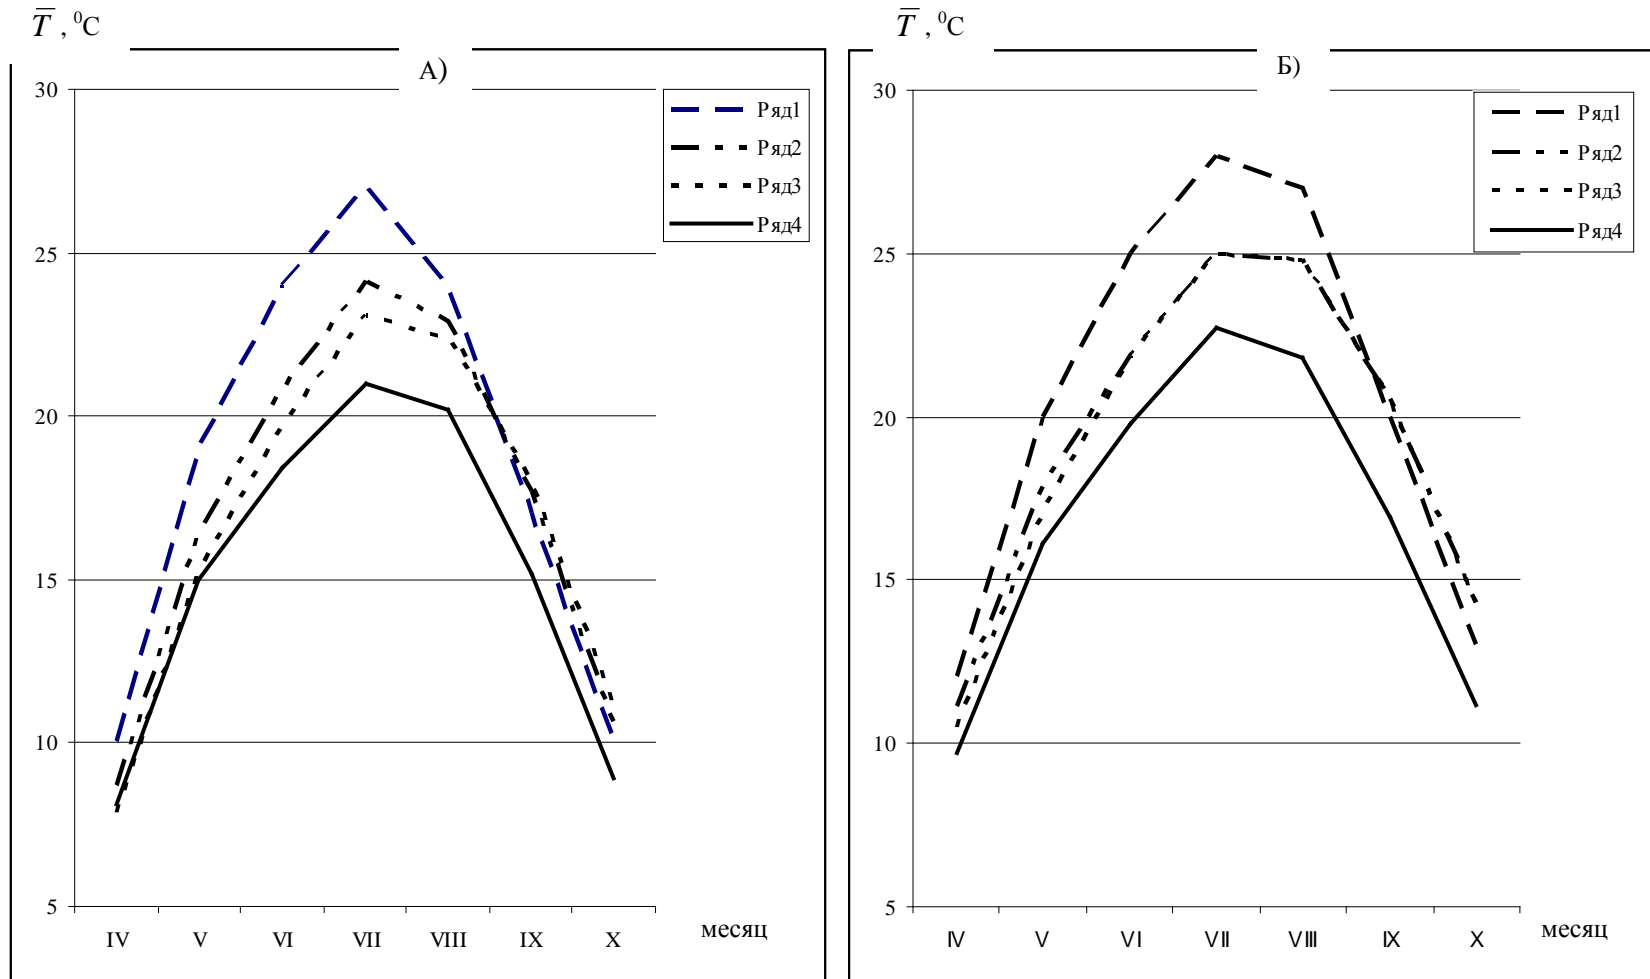 T̅, ⁰C
А)
30
25
20
15
10
5
IV V VI VII VIII IX X
месяц
Ряд1
Ряд2
Ряд3
Ряд4
T̅, ⁰C
Б)
30
25
20
15
10
5
IV V VI VII VIII IX X
месяц
Ряд1
Ряд2
Ряд3
Ряд4